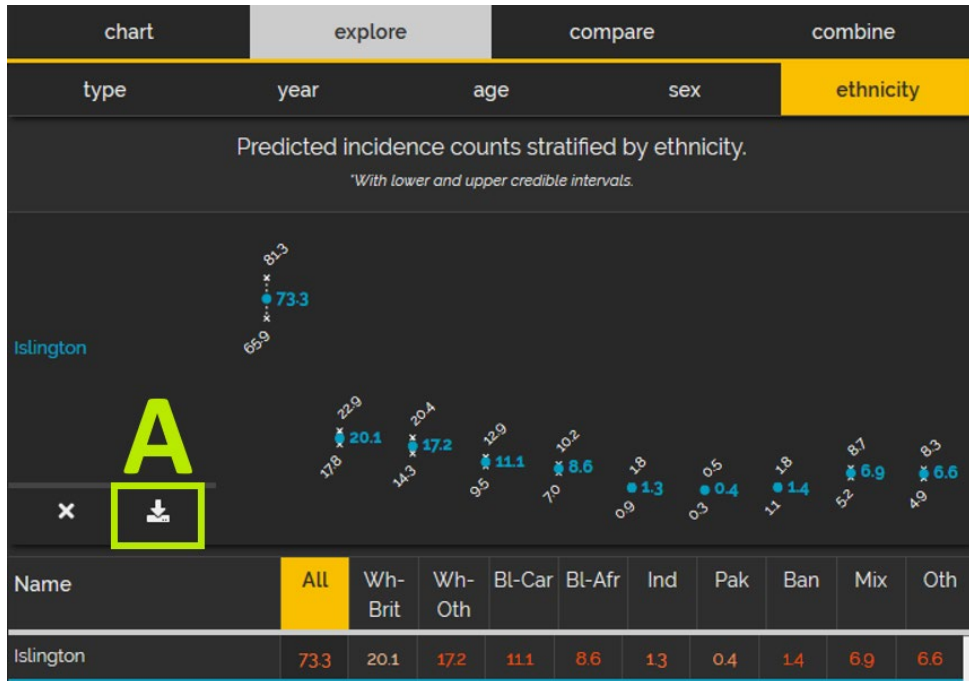 chart explore compare combine
type year age sex ethnicity
Predicted incidence counts stratified by ethnicity.
*With lower and upper credible intervals.
81.3
73.3
65.9
Islington
22.9 20.4 12.9 10.2 1.8 0.5 1.8 8.7 8.3
20.1 17.2 11.1 8.6 1.3 0.4 1.4 6.9 6.6
17.8 14.3 9.5 7.0 0.9 0.3 1.1 5.2 4.9
A
Name All Wh-Brit Wh-Oth Bl-Car Bl-Afr Ind Pak Ban Mix Oth
Islington 73.3 20.1 17.2 11.1 8.6 1.3 0.4 1.4 6.9 6.6